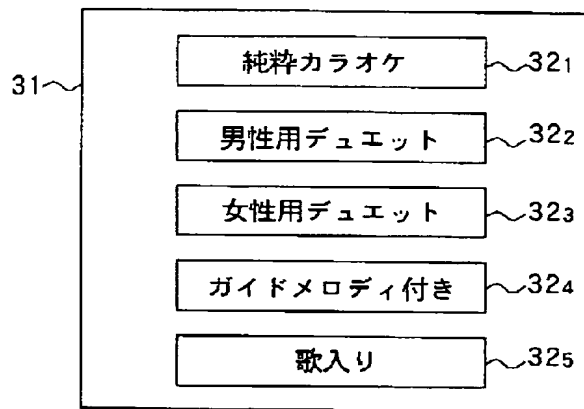 純粋カラオケ 32₁
男性用デュエット 32₂
31
女性用デュエット 32₃
ガイドメロディ付き 32₄
歌入り 32₅